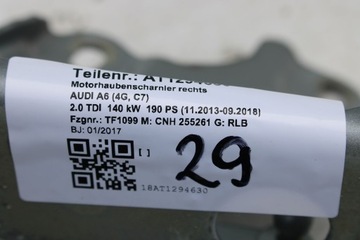 Teilenr.:
Motorhaubenscharnier rechts
AUDI A6 (4G, C7)
2.0 TDI 140 kW 190 PS (11.2013-09.2018)
Fzgnr.: TF1099 M: CNH 255261 G: RLB
BJ: 01/2017
[ ]
29
18AT1294630